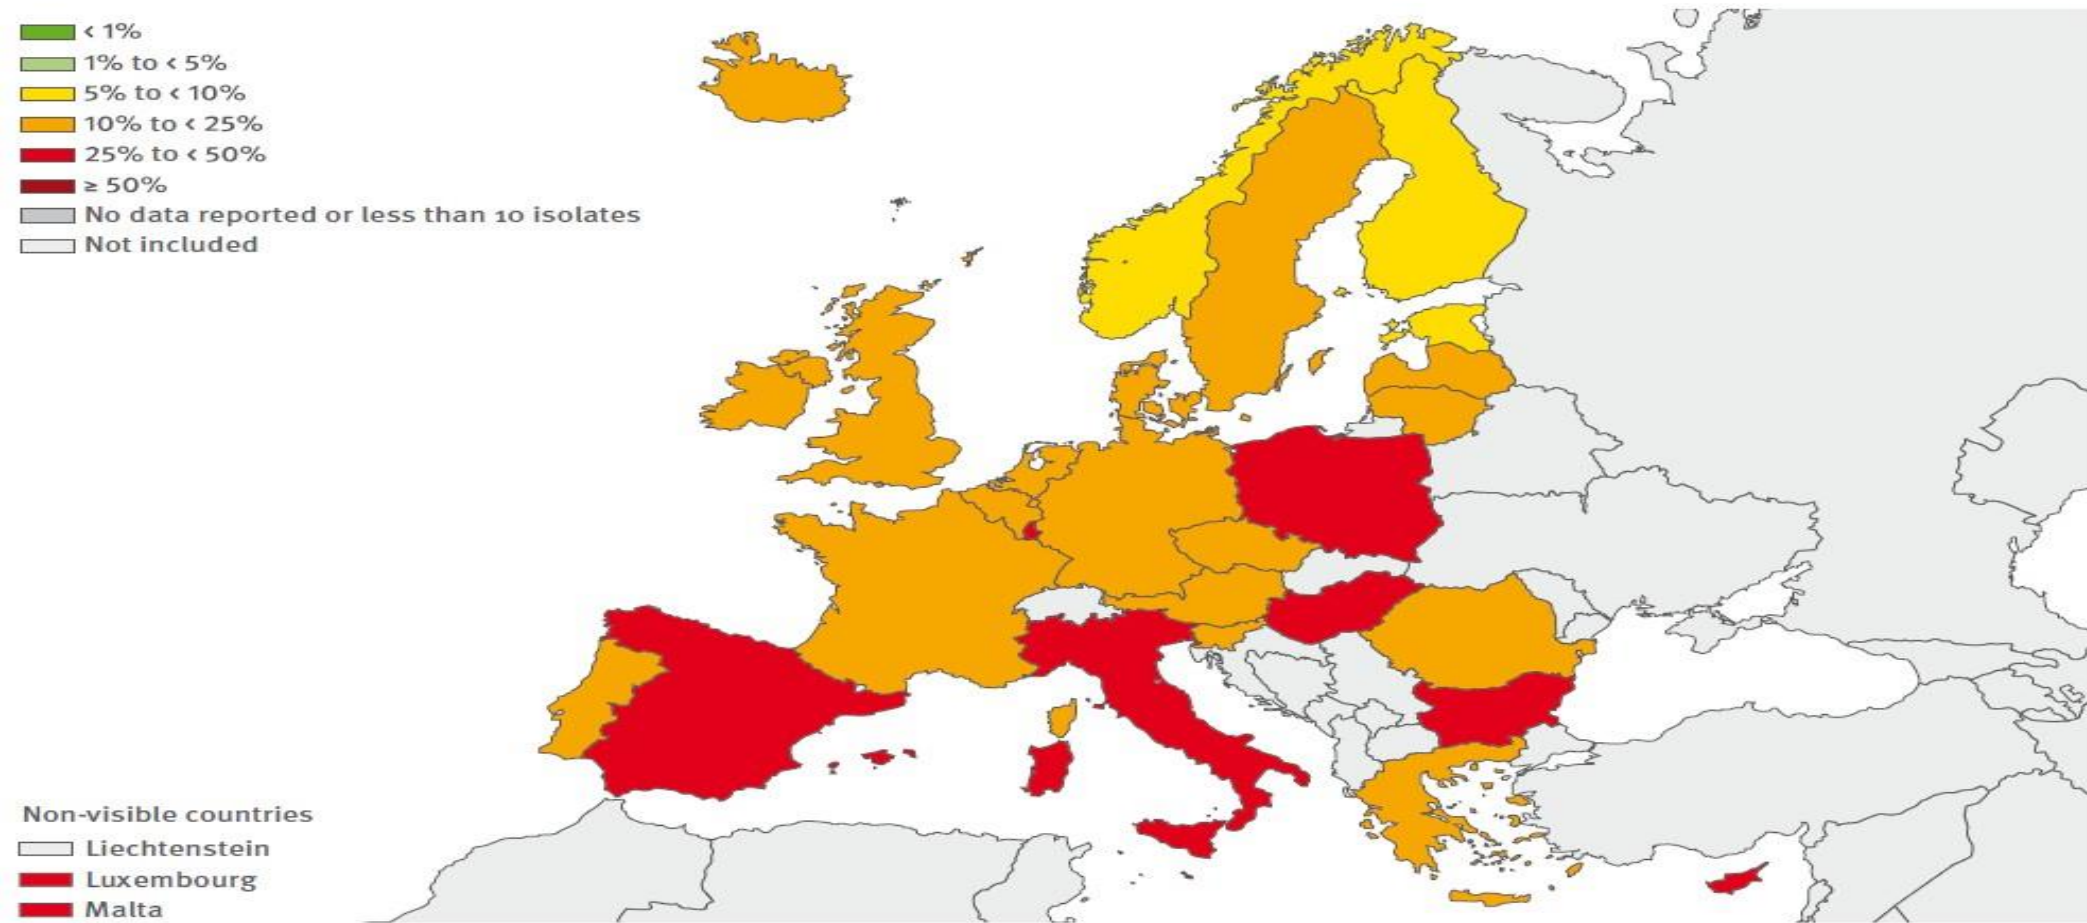 < 1%
1% to < 5%
5% to < 10%
10% to < 25%
25% to < 50%
≥ 50%
No data reported or less than 10 isolates
Not included
Non-visible countries
Liechtenstein
Luxembourg
Malta